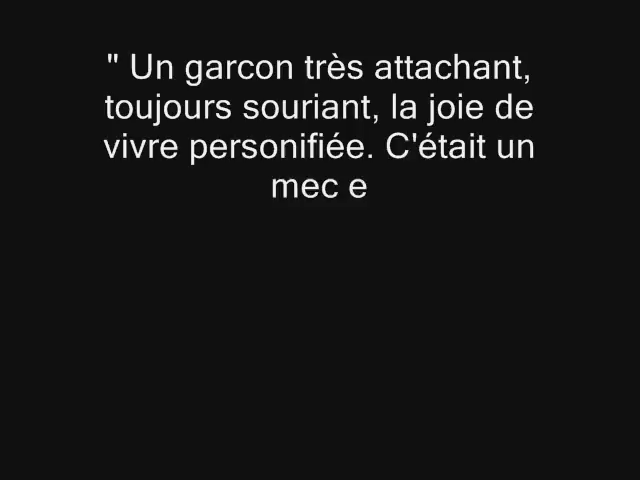 " Un garcon très attachant,
toujours souriant, la joie de
vivre personifiée. C'était un
mec e